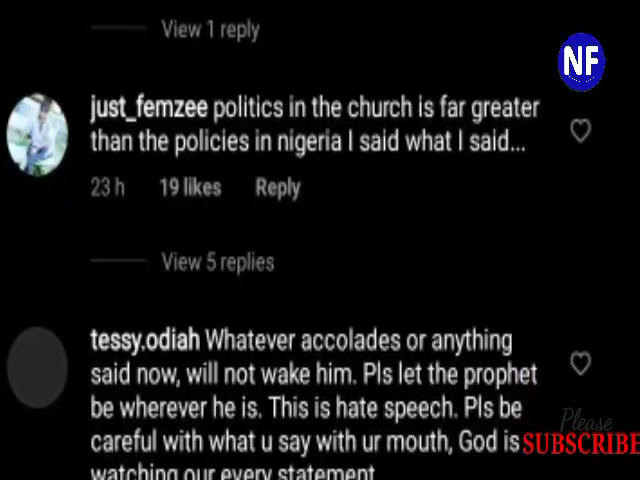 View 1 reply
NF
just_femzee politics in the church is far greater
than the policies in nigeria I said what I said...
23 h 19 likes Reply
View 5 replies
tessy.odiah Whatever accolades or anything
said now, will not wake him. Pls let the prophet
be wherever he is. This is hate speech. Pls be
careful with what u say with ur mouth, God is
watching our every statement
Please
SUBSCRIBE